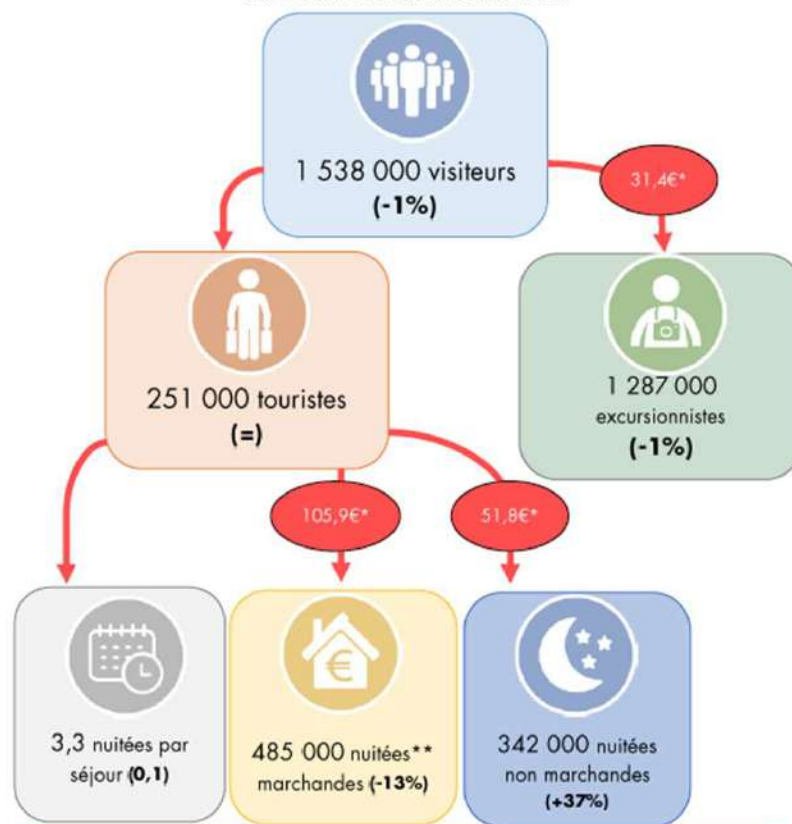 1 538 000 visiteurs
(-1%)
31,4€*
251 000 touristes
(=)
1 287 000
excursionnistes
(-1%)
105,9€*
51,8€*
3,3 nuitées par
séjour (0,1)
€
485 000 nuitées**
marchandes (-13%)
342 000 nuitées
non marchandes
(+37%)